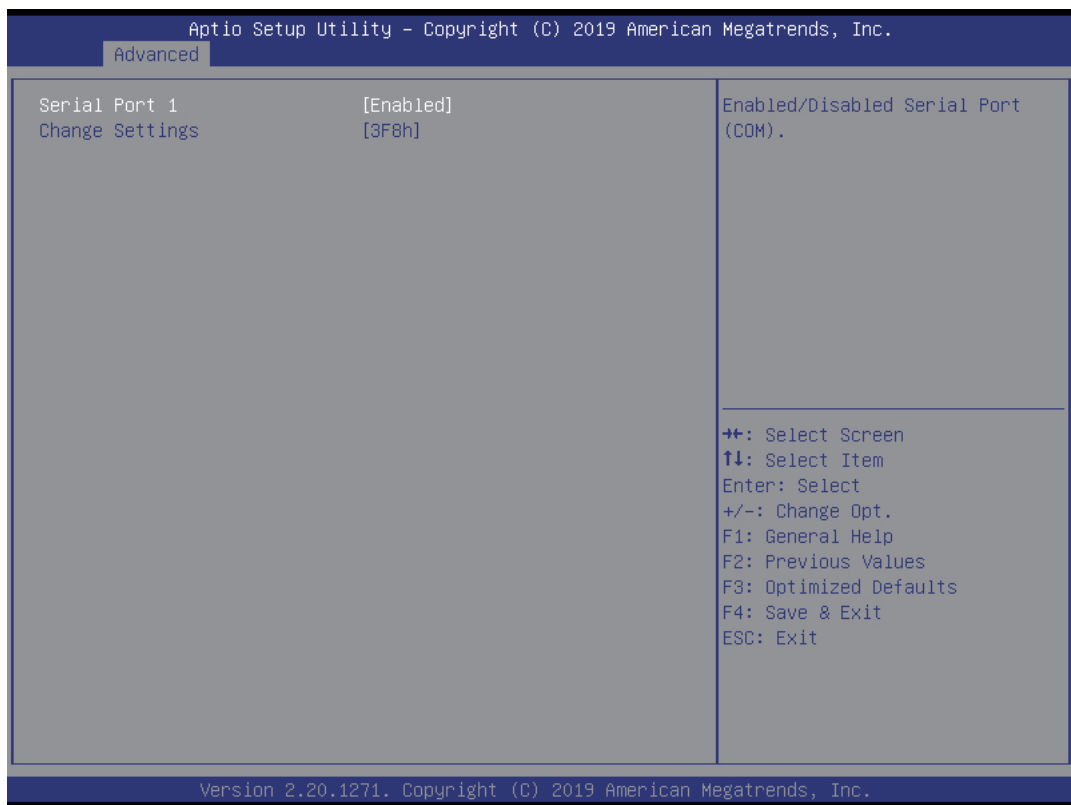 Aptio Setup Utility – Copyright (C) 2019 American Megatrends, Inc.
Advanced
Serial Port 1 [Enabled]
Change Settings [3F8h]
Enabled/Disabled Serial Port
(COM).
→←: Select Screen
↑↓: Select Item
Enter: Select
+/-: Change Opt.
F1: General Help
F2: Previous Values
F3: Optimized Defaults
F4: Save & Exit
ESC: Exit
Version 2.20.1271. Copyright (C) 2019 American Megatrends, Inc.